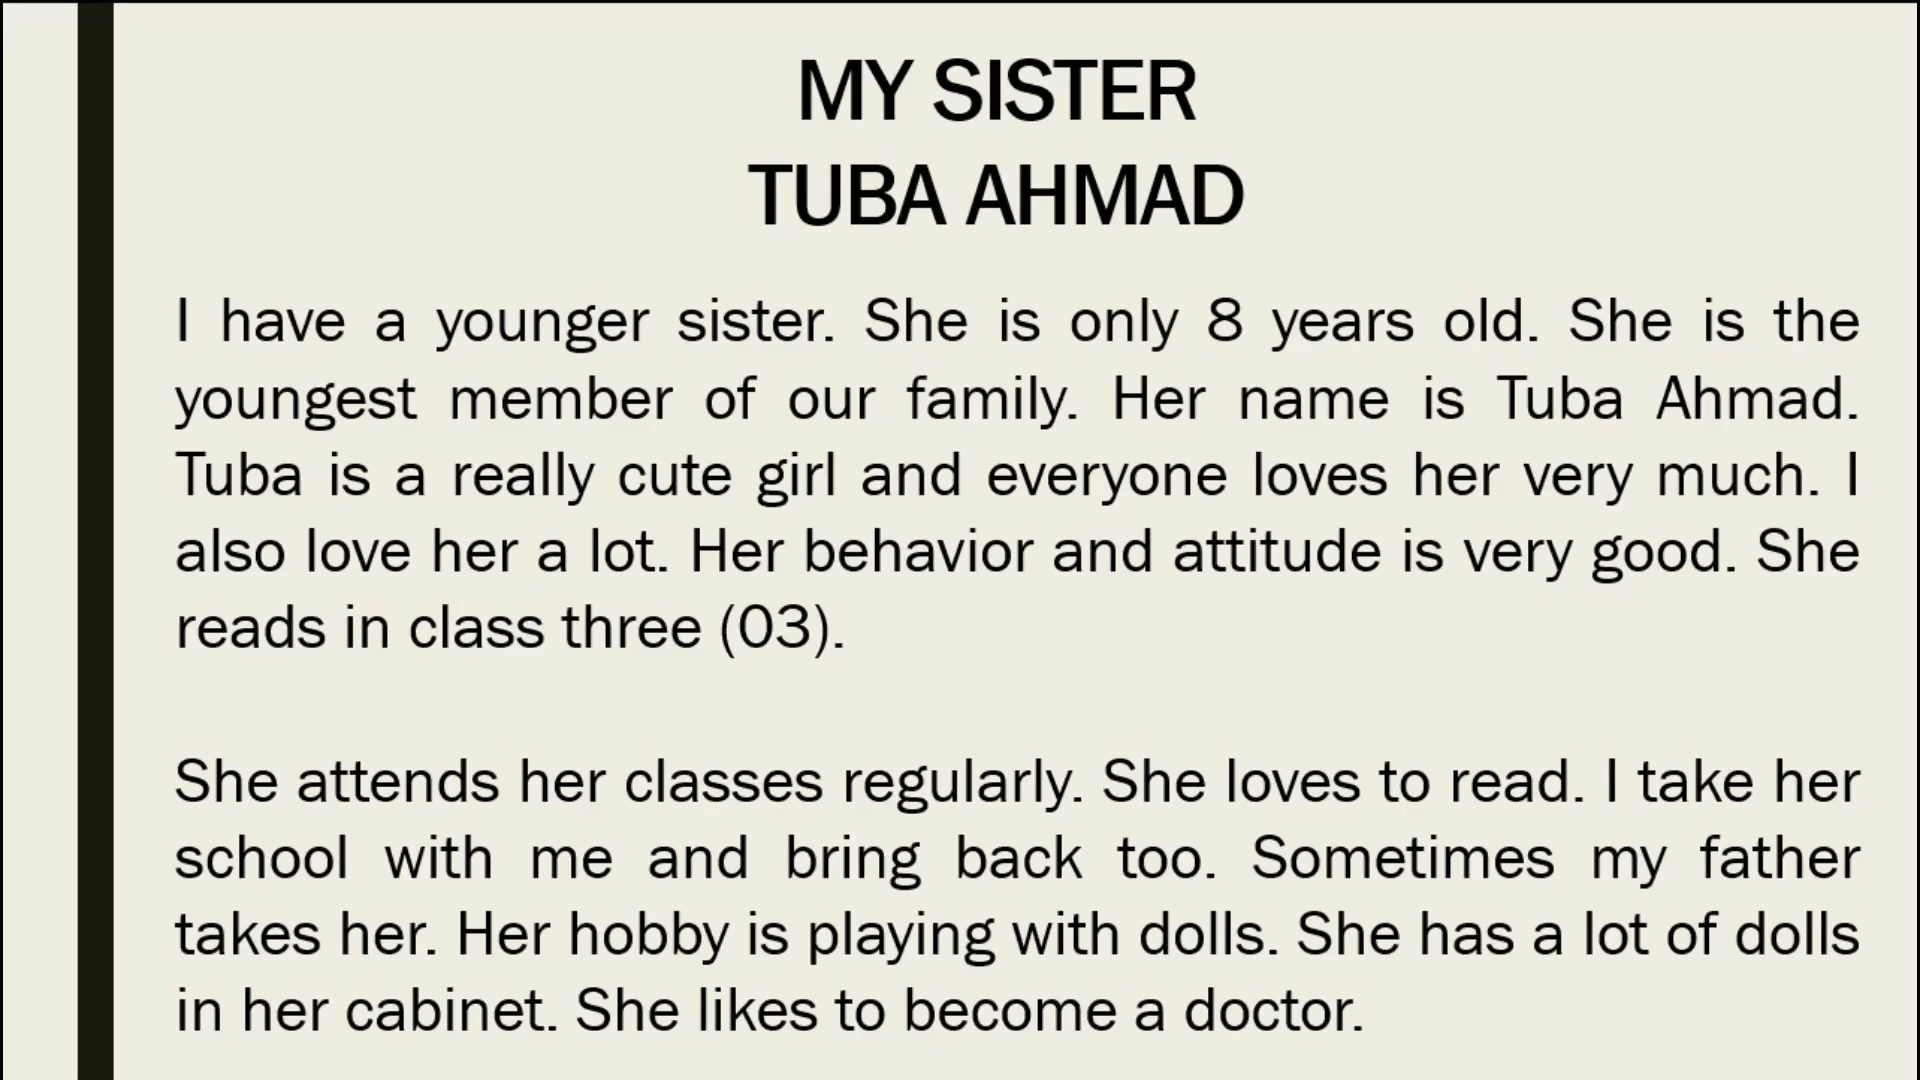 MY SISTER
TUBA AHMAD
I have a younger sister. She is only 8 years old. She is the
youngest member of our family. Her name is Tuba Ahmad.
Tuba is a really cute girl and everyone loves her very much. I
also love her a lot. Her behavior and attitude is very good. She
reads in class three (03).
She attends her classes regularly. She loves to read. I take her
school with me and bring back too. Sometimes my father
takes her. Her hobby is playing with dolls. She has a lot of dolls
in her cabinet. She likes to become a doctor.